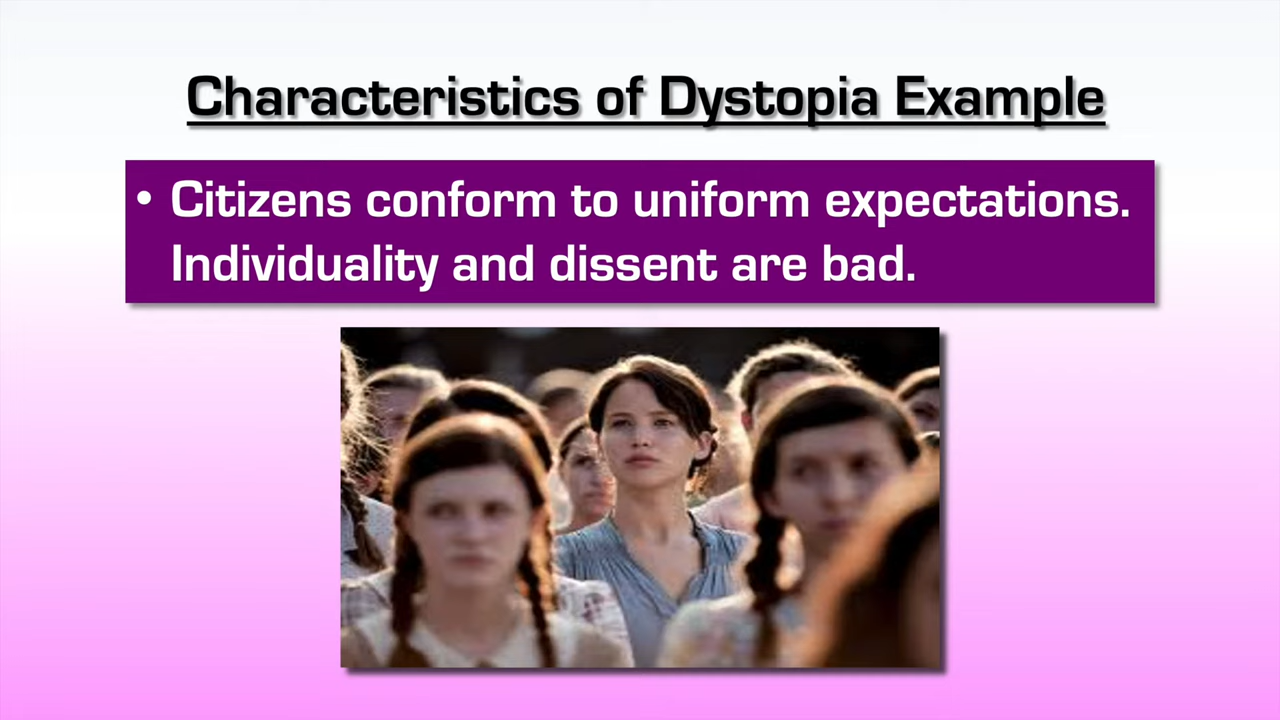 Characteristics of Dystopia Example
• Citizens conform to uniform expectations.
Individuality and dissent are bad.